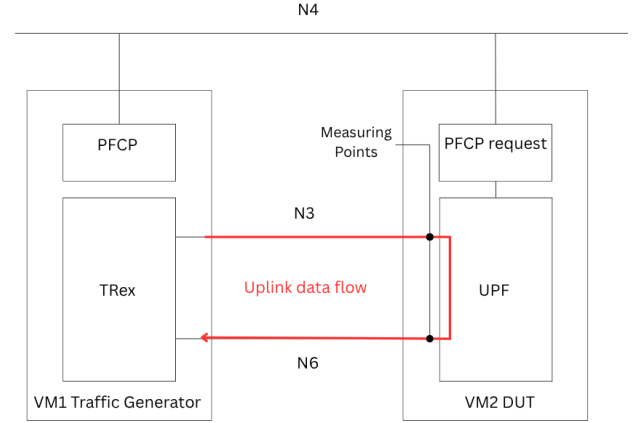 N4
PFCP
Measuring
Points
PFCP request
N3
TRex
Uplink data flow
UPF
N6
VM1 Traffic Generator
VM2 DUT